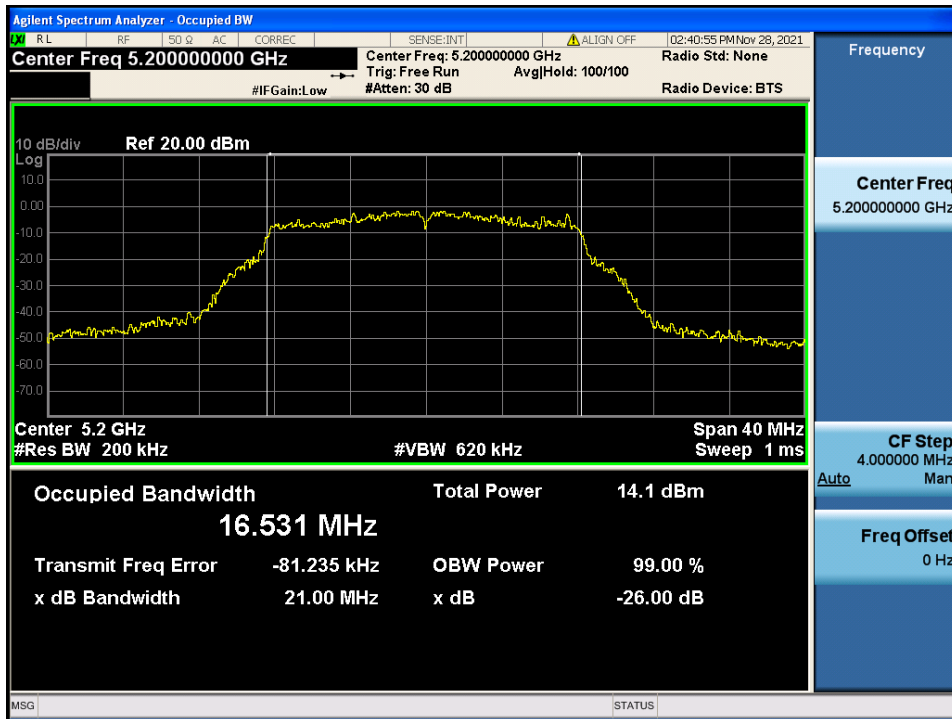 Agilent Spectrum Analyzer - Occupied BW
LXI RL RF 50 Ω AC CORREC SENSE:INT ALIGN OFF 02:40:55 PM Nov 28, 2021
Center Freq 5.200000000 GHz
Center Freq: 5.200000000 GHz
Radio Std: None
Trig: Free Run Avg|Hold: 100/100
#IFGain:Low
#Atten: 30 dB
Radio Device: BTS
10 dB/div Ref 20.00 dBm
Log
10.0
0.00
-10.0
-20.0
-30.0
-40.0
-50.0
-60.0
-70.0
Center 5.2 GHz Span 40 MHz
#Res BW 200 kHz #VBW 620 kHz Sweep 1 ms
Occupied Bandwidth Total Power 14.1 dBm
16.531 MHz
Transmit Freq Error -81.235 kHz OBW Power 99.00 %
x dB Bandwidth 21.00 MHz x dB -26.00 dB
MSG STATUS
Frequency
Center Freq
5.200000000 GHz
CF Step
4.000000 MHz
Auto Man
Freq Offset
0 Hz